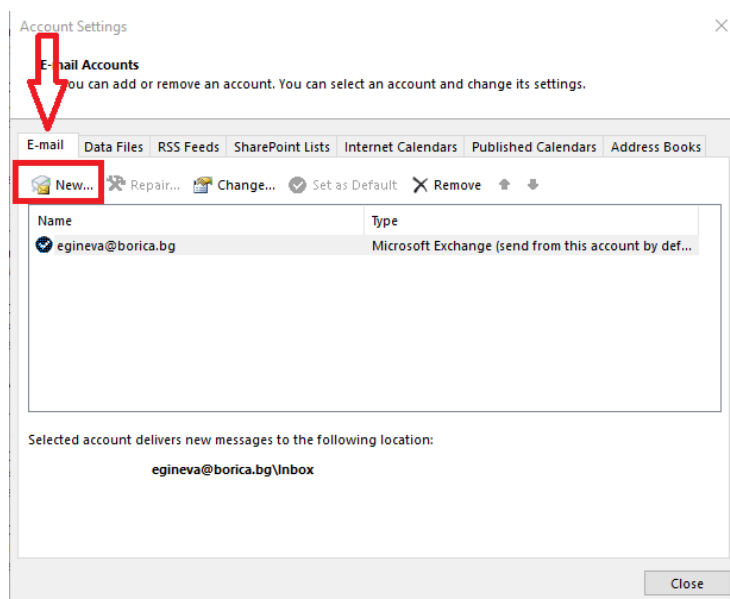 Account Settings
E-mail Accounts
You can add or remove an account. You can select an account and change its settings.
E-mail Data Files RSS Feeds SharePoint Lists Internet Calendars Published Calendars Address Books
New... Repair... Change... Set as Default Remove
Name Type
egineva@borica.bg Microsoft Exchange (send from this account by def...
Selected account delivers new messages to the following location:
egineva@borica.bg\Inbox
Close